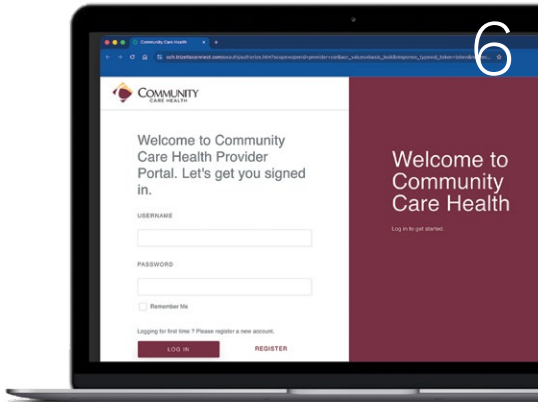 6
Community Care Health
COMMUNITY
CARE HEALTH
Welcome to Community
Care Health Provider
Portal. Let's get you signed
in.
USERNAME
PASSWORD
Remember Me
Logging for first time ? Please register a new account.
LOG IN
REGISTER
Welcome to
Community
Care Health
Log in to get started.